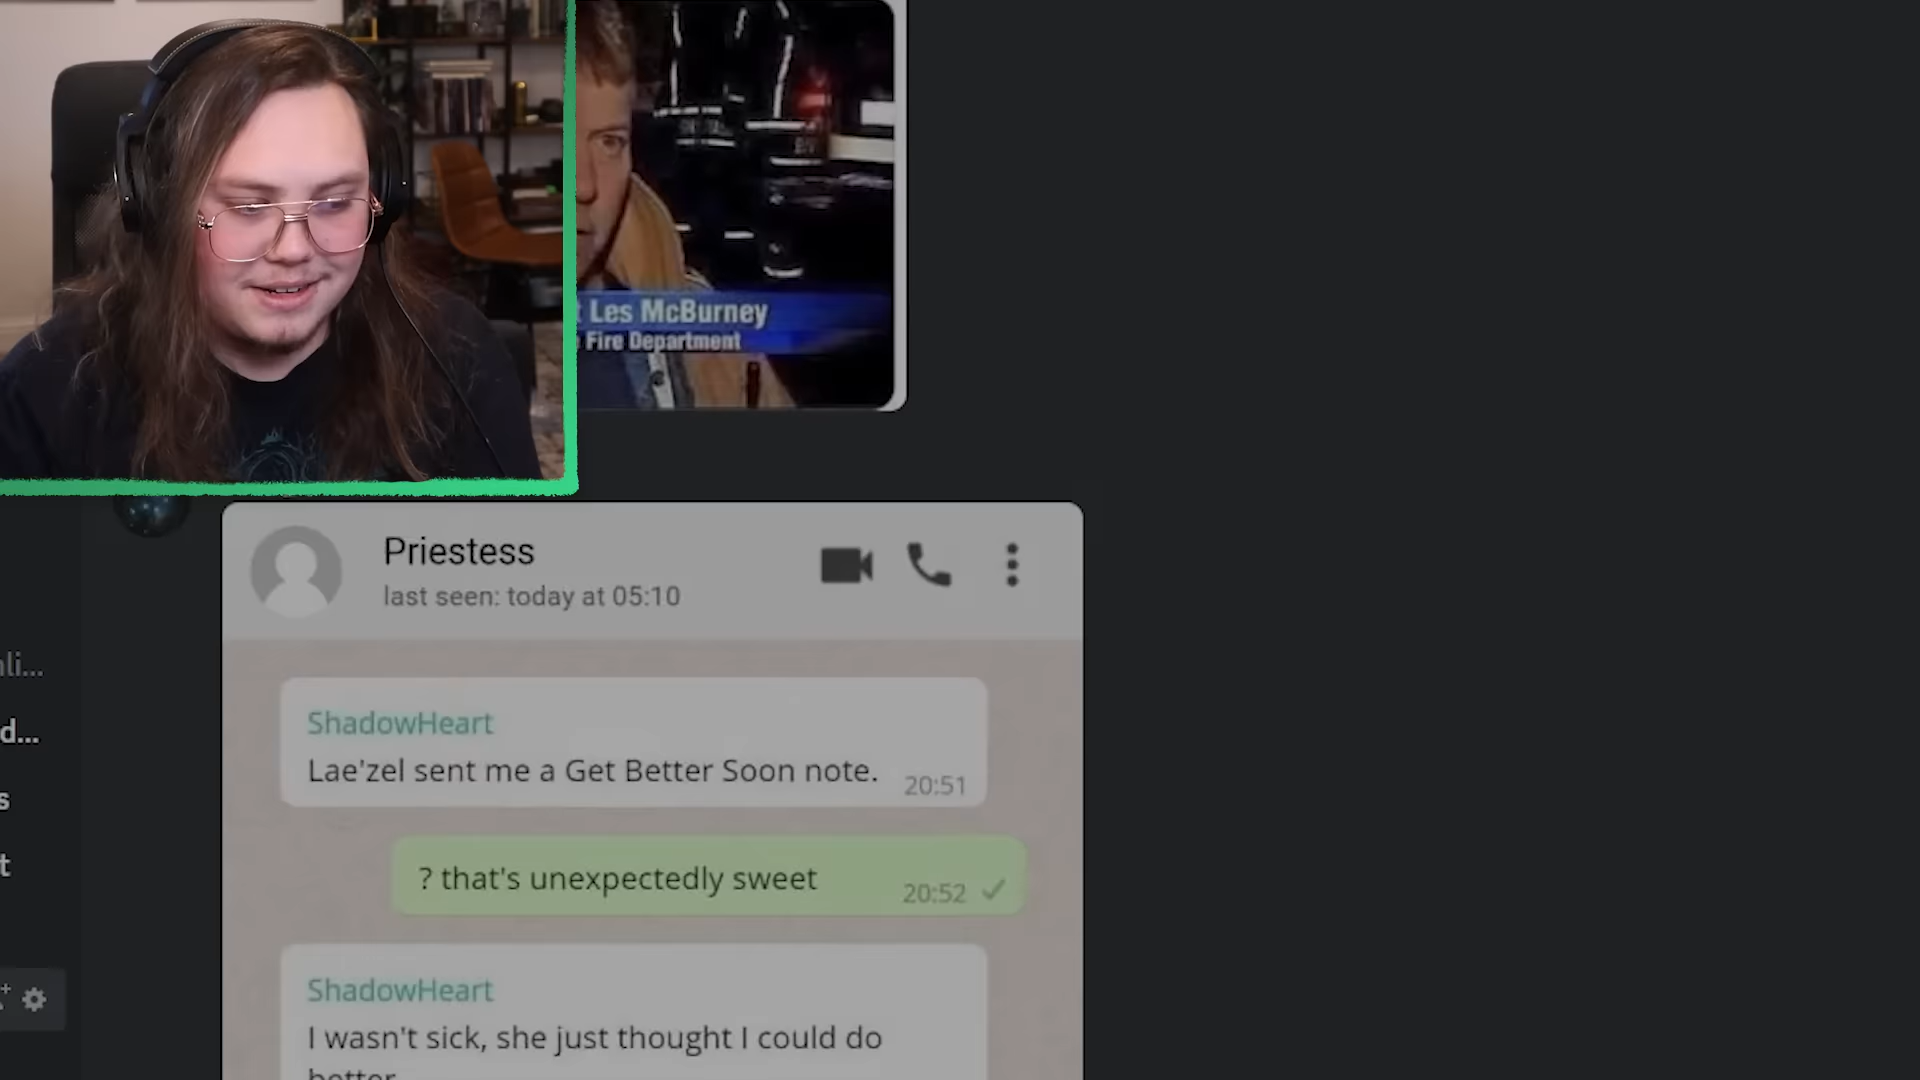 Les McBurney
Fire Department
Priestess
last seen: today at 05:10
ShadowHeart
Lae'zel sent me a Get Better Soon note.
20:51
? that's unexpectedly sweet
20:52
ShadowHeart
I wasn't sick, she just thought I could do
better